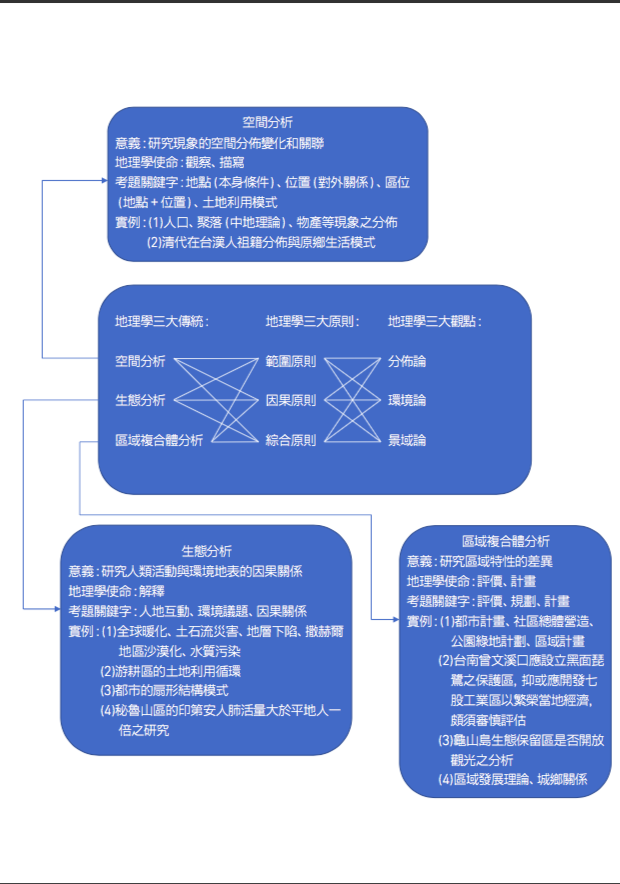 空間分析
意義:研究現象的空間分佈變化和關聯
地理學使命:觀察、描寫
考題關鍵字:地點(本身條件)、位置(對外關係)、區位
(地點+位置)、土地利用模式
實例:(1)人口、聚落(中地理論)、物產等現象之分佈
(2)清代在台漢人祖籍分佈與原鄉生活模式
地理學三大傳統: 地理學三大原則: 地理學三大觀點:
空間分析 範圍原則 分佈論
生態分析 因果原則 環境論
區域複合體分析 綜合原則 景域論
生態分析
意義:研究人類活動與環境地表的因果關係
地理學使命:解釋
考題關鍵字:人地互動、環境議題、因果關係
實例:(1)全球暖化、土石流災害、地層下陷、撒赫爾
地區沙漠化、水質污染
(2)游耕區的土地利用循環
(3)都市的扇形結構模式
(4)秘魯山區的印第安人肺活量大於平地人一
倍之研究
區域複合體分析
意義:研究區域特性的差異
地理學使命:評價、計畫
考題關鍵字:評價、規劃、計畫
實例:(1)都市計畫、社區總體營造、
公園綠地計劃、區域計畫
(2)台南曾文溪口應設立黑面琵
鷺之保護區,抑或應開發七
股工業區以繁榮當地經濟,
頗須審慎評估
(3)龜山島生態保留區是否開放
觀光之分析
(4)區域發展理論、城鄉關係